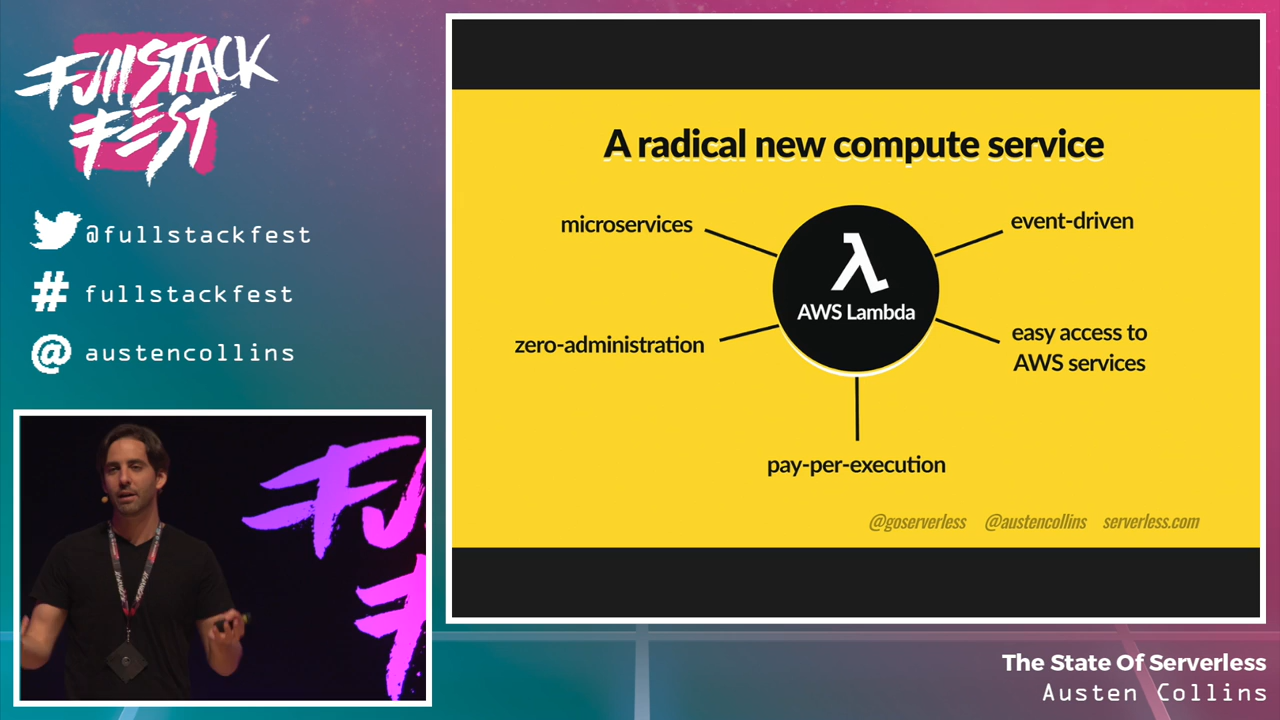 FullStack
Fest
@fullstackfest
# fullstackfest
@ austencollins
A radical new compute service
microservices
event-driven
λ
AWS Lambda
zero-administration
easy access to
AWS services
pay-per-execution
@goserverless @austencollins serverless.com
The State Of Serverless
Austen Collins